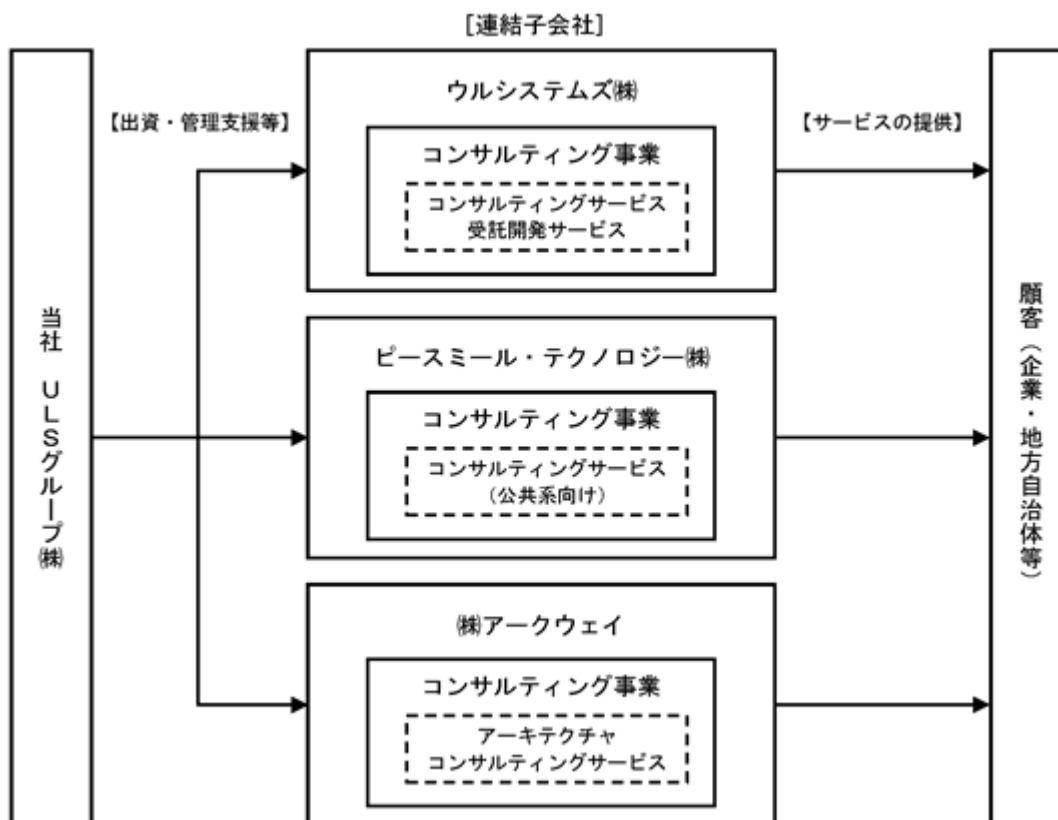 [連結子会社]
当社 ULSグループ㈱
【出資・管理支援等】
ウルシステムズ㈱
コンサルティング事業
コンサルティングサービス
受託開発サービス
ピースミール・テクノロジー㈱
コンサルティング事業
コンサルティングサービス
(公共系向け)
㈱アークウェイ
コンサルティング事業
アーキテクチャ
コンサルティングサービス
【サービスの提供】
顧客(企業・地方自治体等)